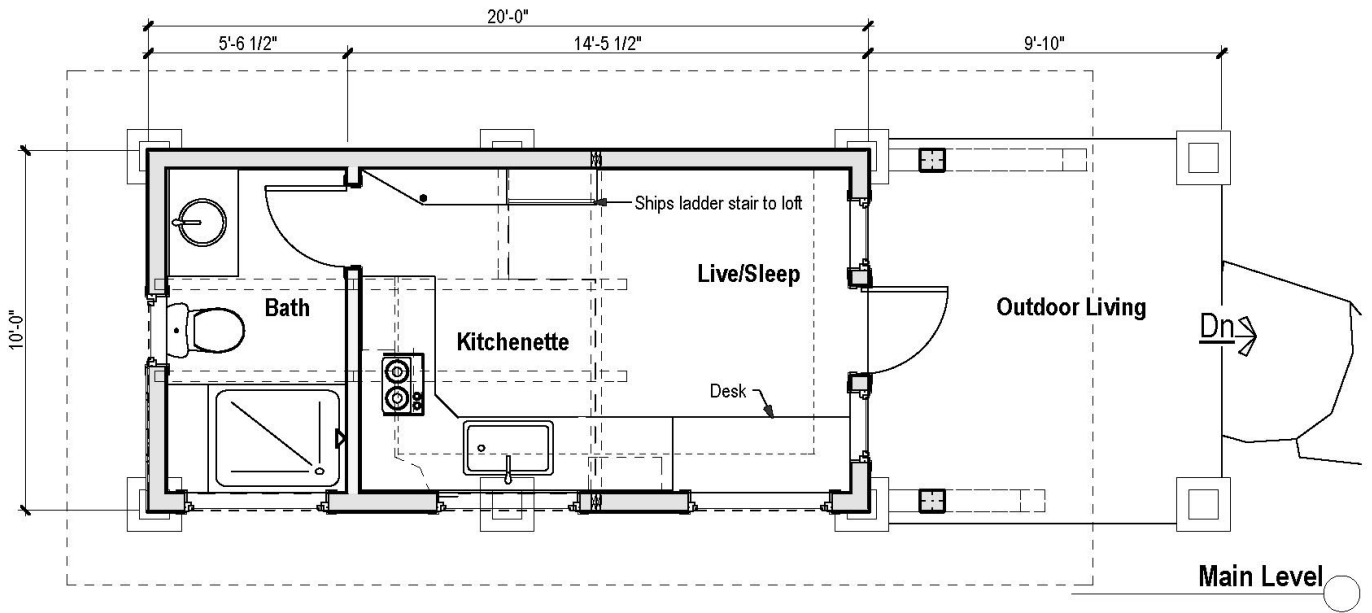 20'-0"
5'-6 1/2"
14'-5 1/2"
9'-10"
10'-0"
Ships ladder stair to loft
Live/Sleep
Bath
Outdoor Living
Dn
Kitchenette
Desk
Main Level